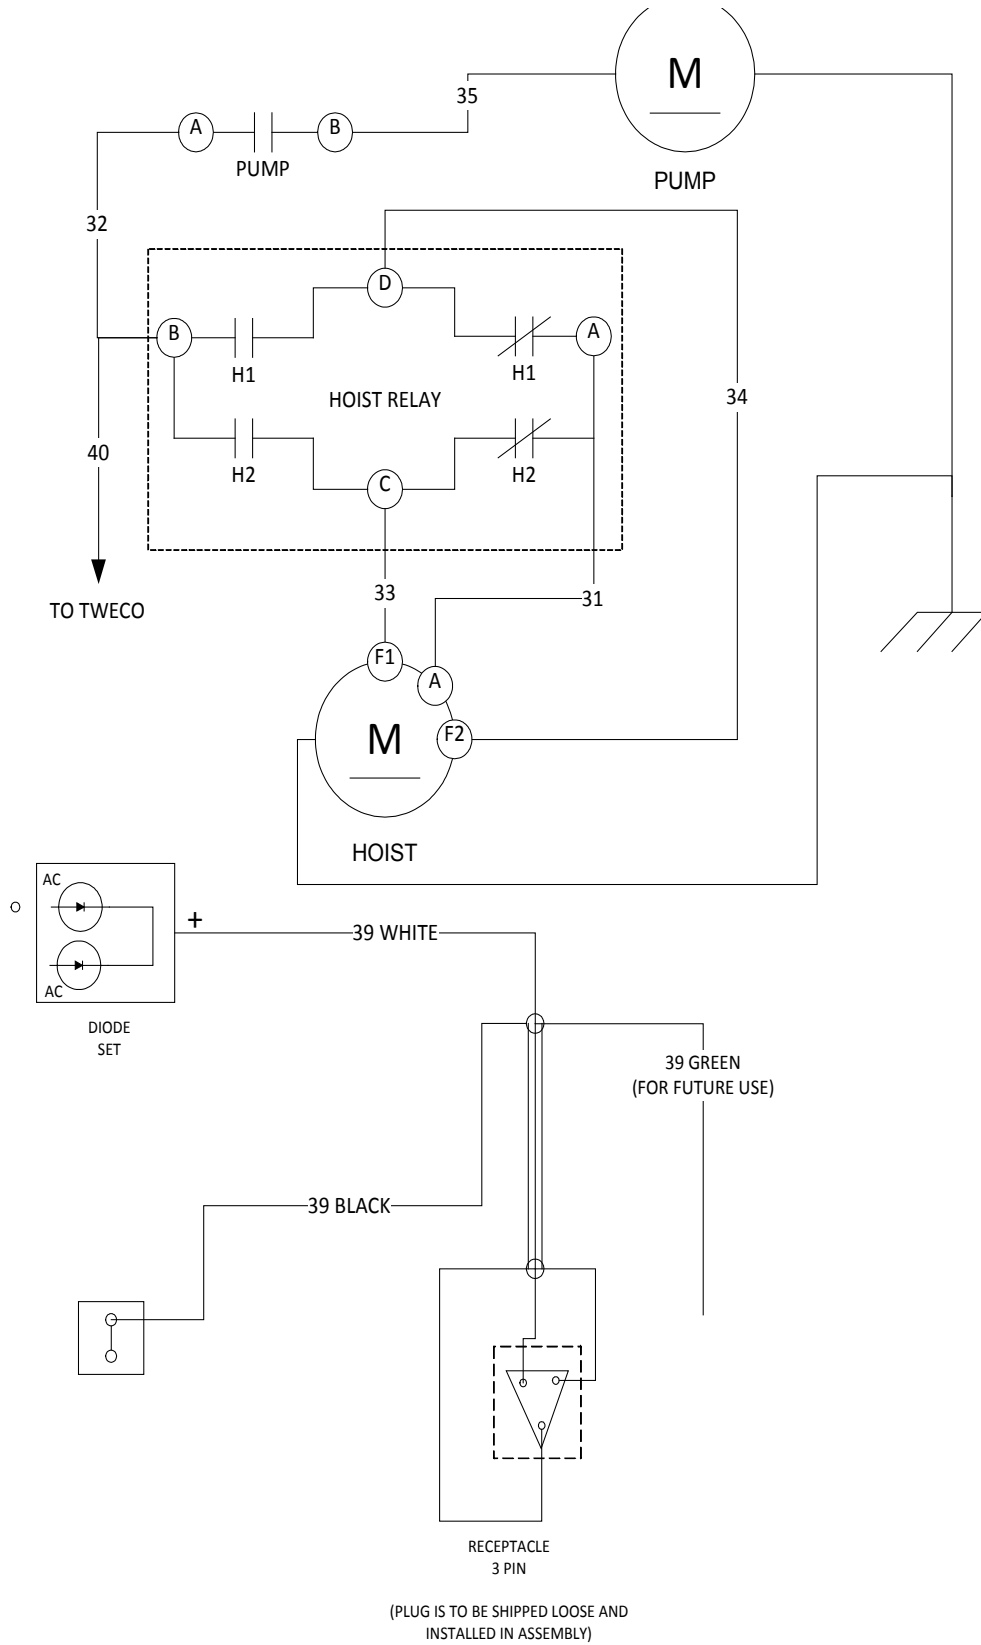 M
35
A
B
PUMP
PUMP
32
D
B
A
H1
H1
HOIST RELAY
34
40
H2
C
H2
TO TWECO
33
31
F1
A
M
F2
HOIST
AC
+
39 WHITE
AC
DIODE
SET
39 GREEN
(FOR FUTURE USE)
39 BLACK
RECEPTACLE
3 PIN
(PLUG IS TO BE SHIPPED LOOSE AND
INSTALLED IN ASSEMBLY)